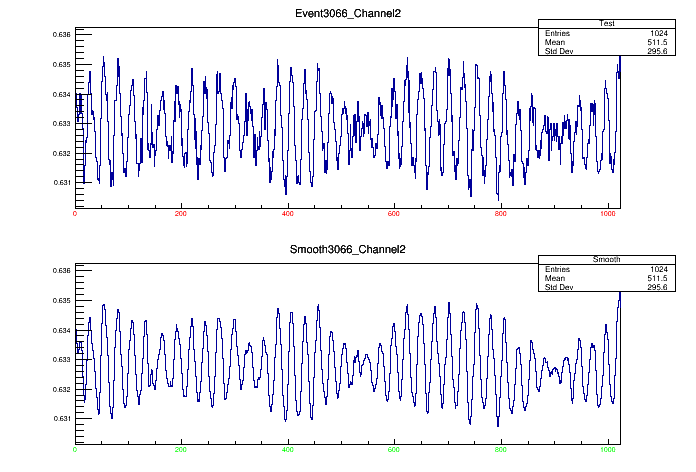 Event3066_Channel2
Test
Entries 1024
Mean 511.5
Std Dev 295.6
0.636
0.635
0.634
0.633
0.632
0.631
0 200 400 600 800 1000
Smooth3066_Channel2
Smooth
Entries 1024
Mean 511.5
Std Dev 295.6
0.636
0.635
0.634
0.633
0.632
0.631
0 200 400 600 800 1000